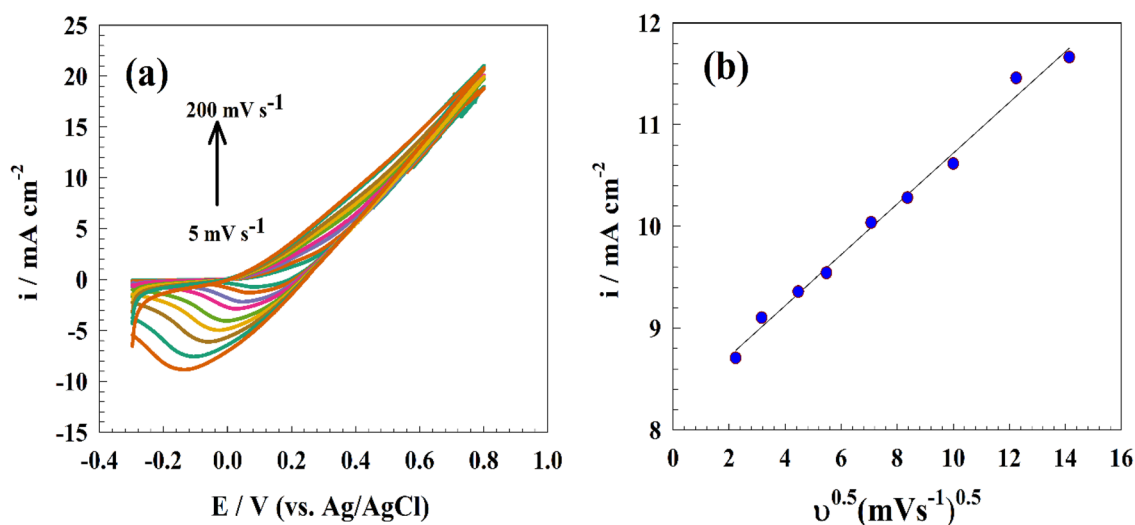 (a)
25
20
15
10
5
0
-5
-10
-15
i / mA cm⁻²
200 mV s⁻¹
5 mV s⁻¹
-0.4 -0.2 0.0 0.2 0.4 0.6 0.8 1.0
E / V (vs. Ag/AgCl)
(b)
12
11
10
9
8
i / mA cm⁻²
0 2 4 6 8 10 12 14 16
υ⁰·⁵(mVs⁻¹)⁰·⁵